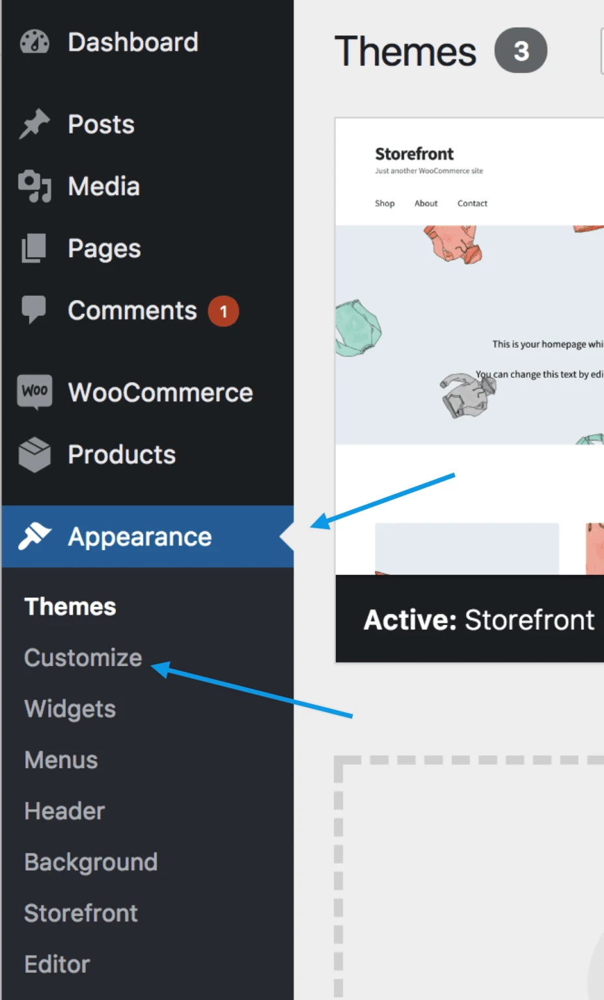 Dashboard
Posts
Media
Pages
Comments 1
Woo WooCommerce
Products
Appearance
Themes
Customize
Widgets
Menus
Header
Background
Storefront
Editor
Themes 3
Storefront
Just another WooCommerce site
Shop About Contact
This is your homepage whi
You can change this text by edi
Active: Storefront